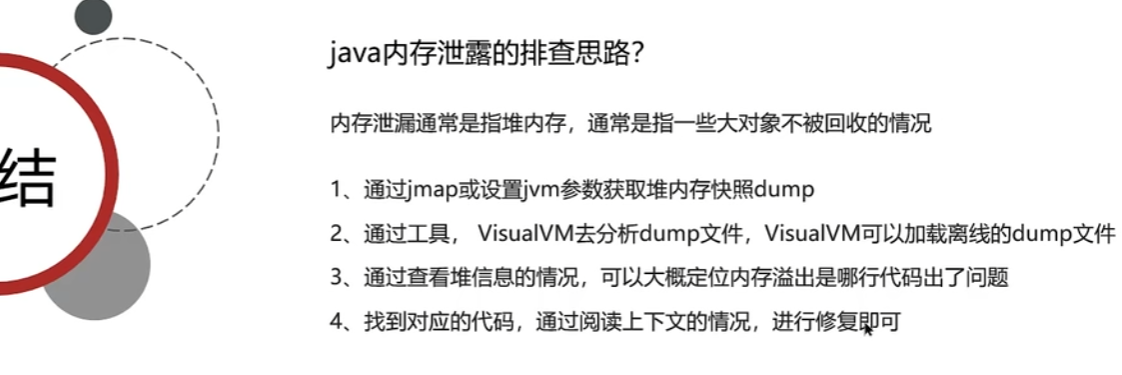 结
java内存泄露的排查思路？
内存泄漏通常是指堆内存，通常是指一些大对象不被回收的情况
1、通过jmap或设置jvm参数获取堆内存快照dump
2、通过工具， VisualVM去分析dump文件，VisualVM可以加载离线的dump文件
3、通过查看堆信息的情况，可以大概定位内存溢出是哪行代码出了问题
4、找到对应的代码，通过阅读上下文的情况，进行修复即可